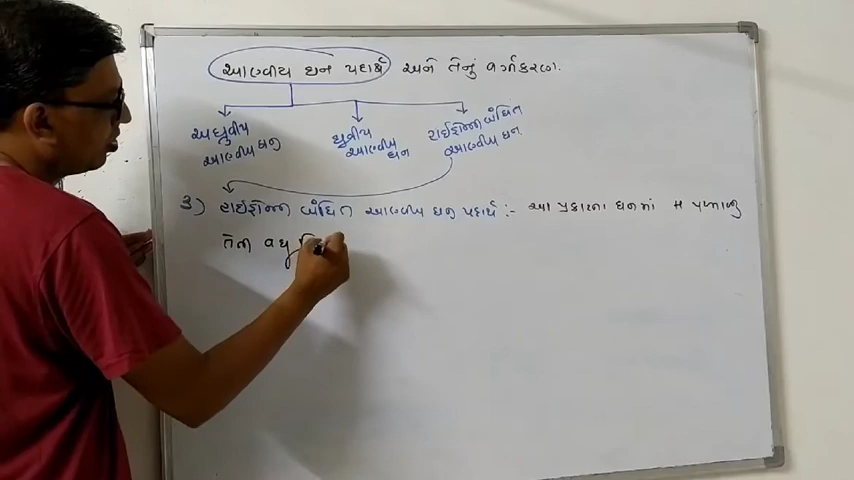 આણ્વીય ઘન પદાર્થ અને તેનું વર્ગીકરણ.
અધ્રુવીય
આણ્વીય ઘન
ધ્રુવીય
આણ્વીય ઘન
હાઈડ્રોજન બંધિત
આણ્વીય ઘન
૩) હાઈડ્રોજન બંધિત આણ્વીય ઘન પદાર્થ :- આ પ્રકારના ઘનમાં H પરમાણુ
તેના વધુ